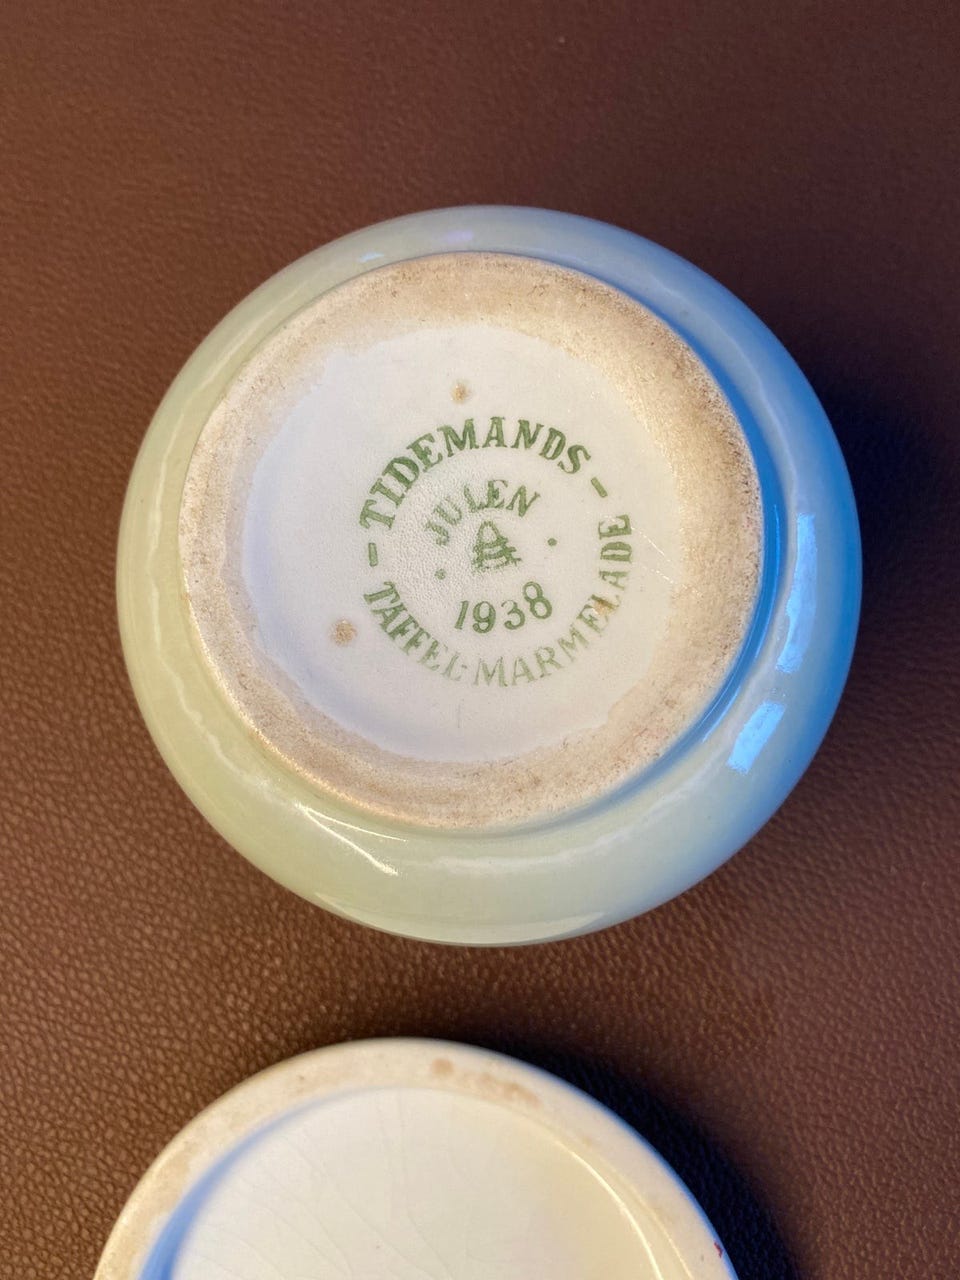 - TIDEMANDS -
JULEN
1938
TAFFEL-MARMELADE